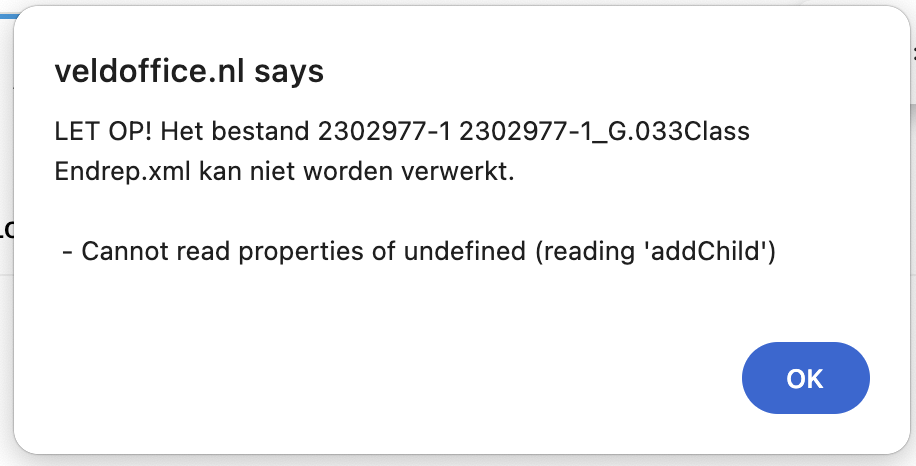 veldoffice.nl says
LET OP! Het bestand 2302977-1 2302977-1_G.033Class
Endrep.xml kan niet worden verwerkt.
- Cannot read properties of undefined (reading 'addChild')
OK